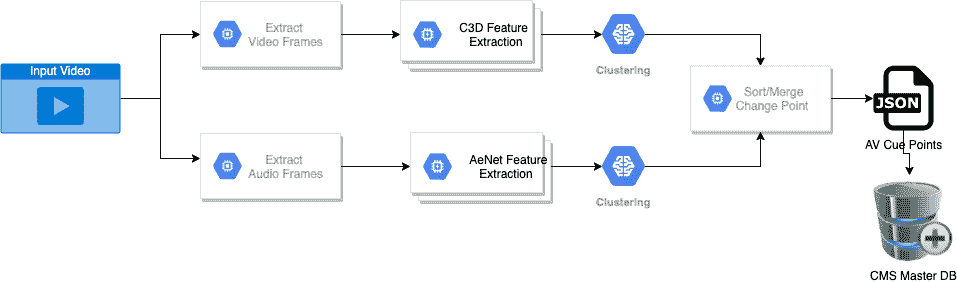 Input Video
Extract
Video Frames
C3D Feature
Extraction
Clustering
Sort/Merge
Change Point
JSON
AV Cue Points
Extract
Audio Frames
AeNet Feature
Extraction
Clustering
CMS Master DB